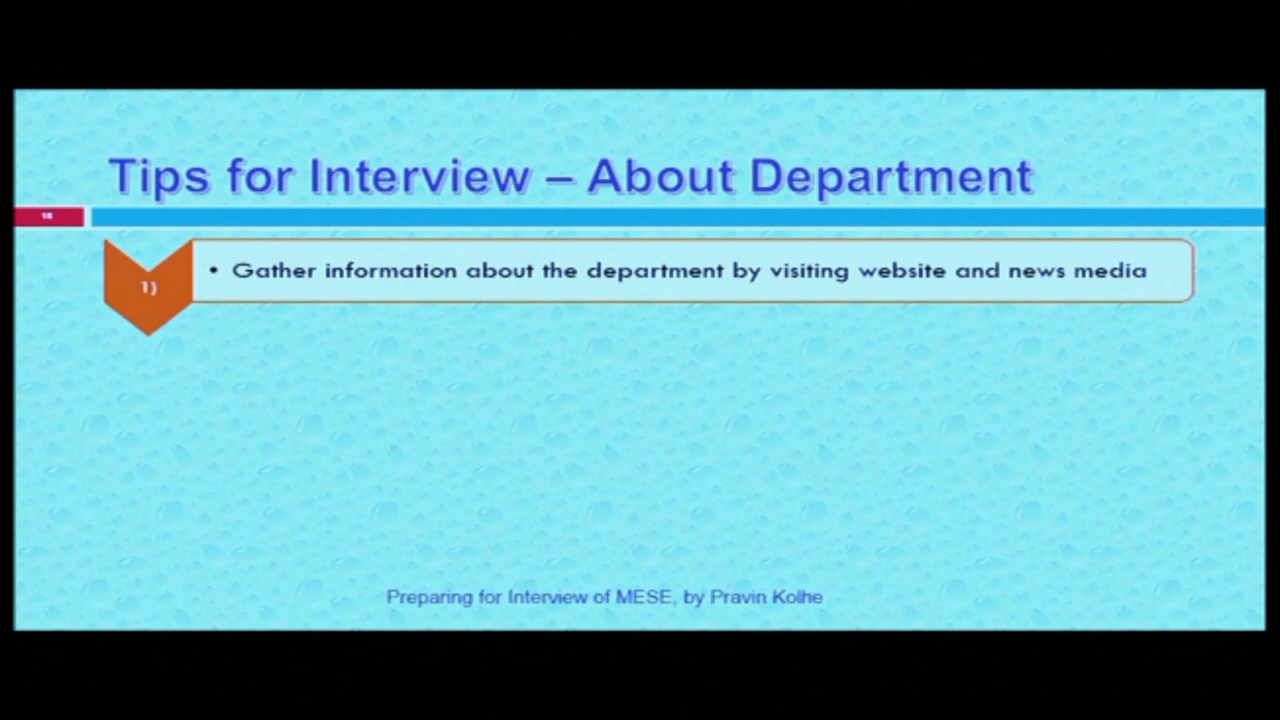 Tips for Interview – About Department
1)
• Gather information about the department by visiting website and news media
Preparing for Interview of MESE, by Pravin Kolhe